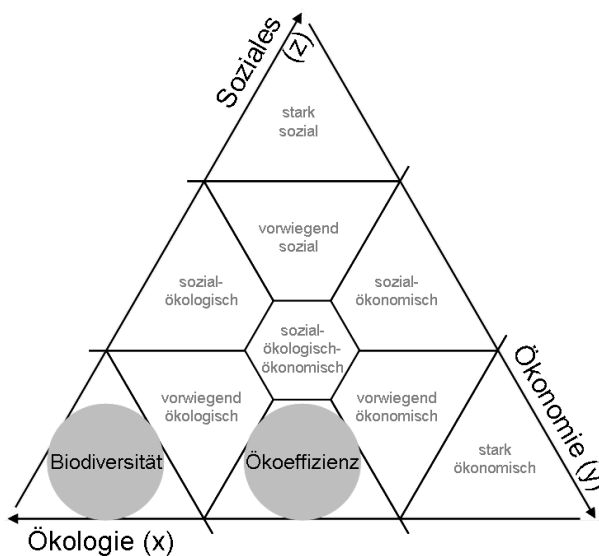 Soziales
(z)
stark
sozial
vorwiegend
sozial
sozial-
ökologisch
sozial-
ökonomisch
sozial-
ökologisch-
ökonomisch
vorwiegend
ökologisch
vorwiegend
ökonomisch
Biodiversität
Ökoeffizienz
stark
ökonomisch
Ökonomie (y)
Ökologie (x)